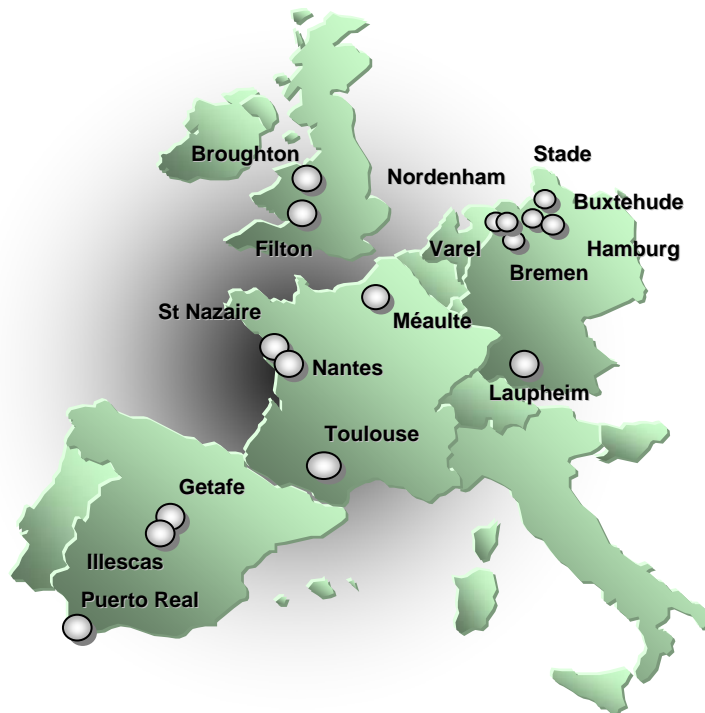 Broughton
Stade
Nordenham
Buxtehude
Filton
Varel
Hamburg
Bremen
St Nazaire
Méaulte
Nantes
Laupheim
Toulouse
Getafe
Illescas
Puerto Real